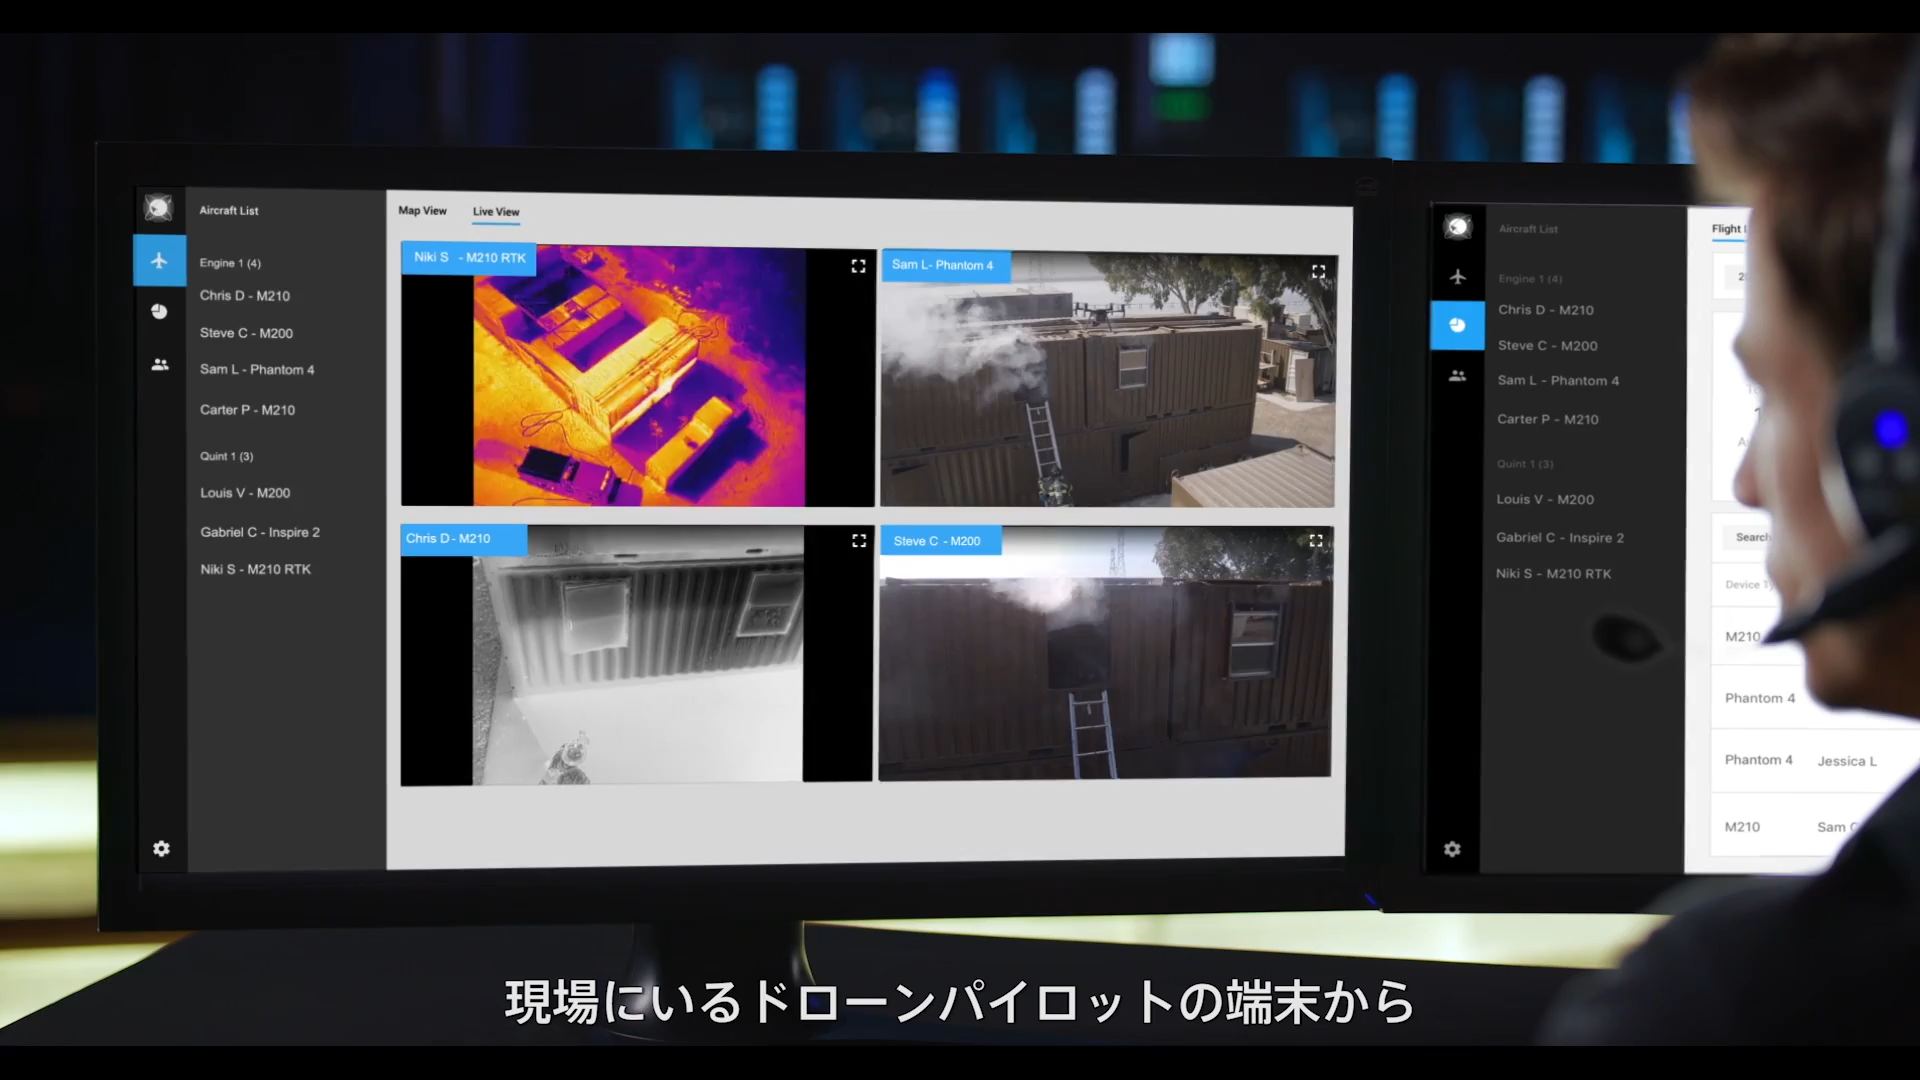 Aircraft List
Engine 1 (4)
Chris D - M210
Steve C - M200
Sam L - Phantom 4
Carter P - M210
Quint 1 (3)
Louis V - M200
Gabriel C - Inspire 2
Niki S - M210 RTK
Map View
Live View
Niki S - M210 RTK
Sam L- Phantom 4
Chris D - M210
Steve C - M200
Aircraft List
Engine 1 (4)
Chris D - M210
Steve C - M200
Sam L - Phantom 4
Carter P - M210
Quint 1 (3)
Louis V - M200
Gabriel C - Inspire 2
Niki S - M210 RTK
Flight
Search
Device
M210
Phantom 4
Phantom 4 Jessica L
M210 Sam
現場にいるドローンパイロットの端末から